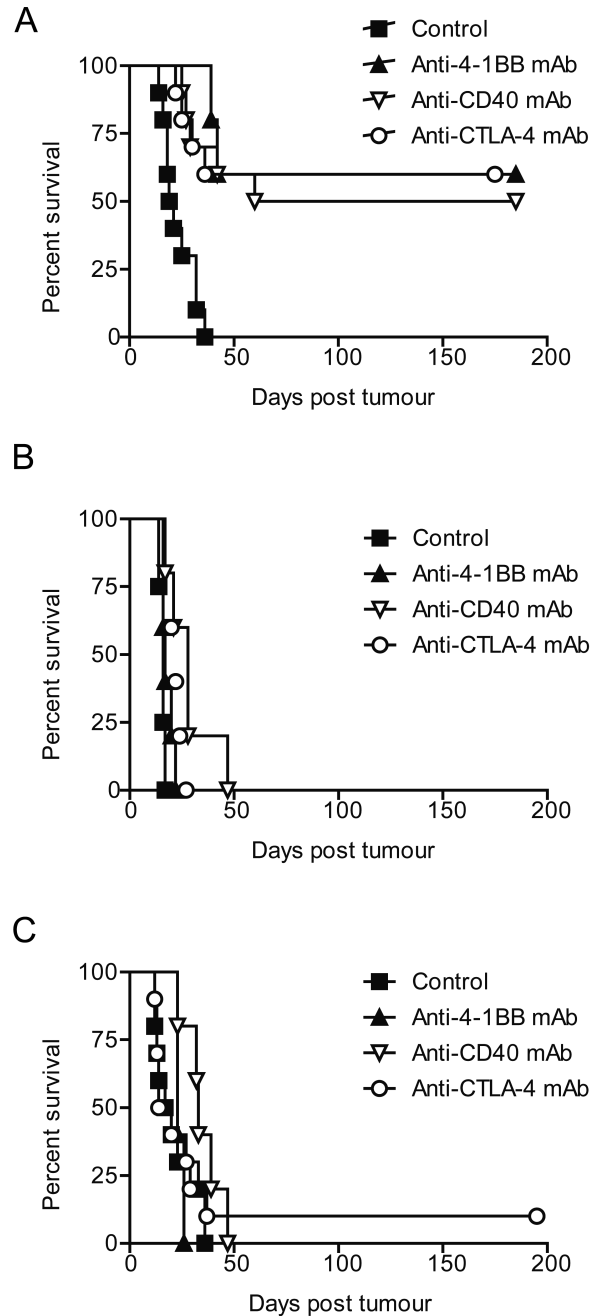 A
Control
Anti-4-1BB mAb
Anti-CD40 mAb
Anti-CTLA-4 mAb
100
75
50
25
0
Percent survival
0 50 100 150 200
Days post tumour
B
Control
Anti-4-1BB mAb
Anti-CD40 mAb
Anti-CTLA-4 mAb
100
75
50
25
0
Percent survival
0 50 100 150 200
Days post tumour
C
Control
Anti-4-1BB mAb
Anti-CD40 mAb
Anti-CTLA-4 mAb
100
75
50
25
0
Percent survival
0 50 100 150 200
Days post tumour